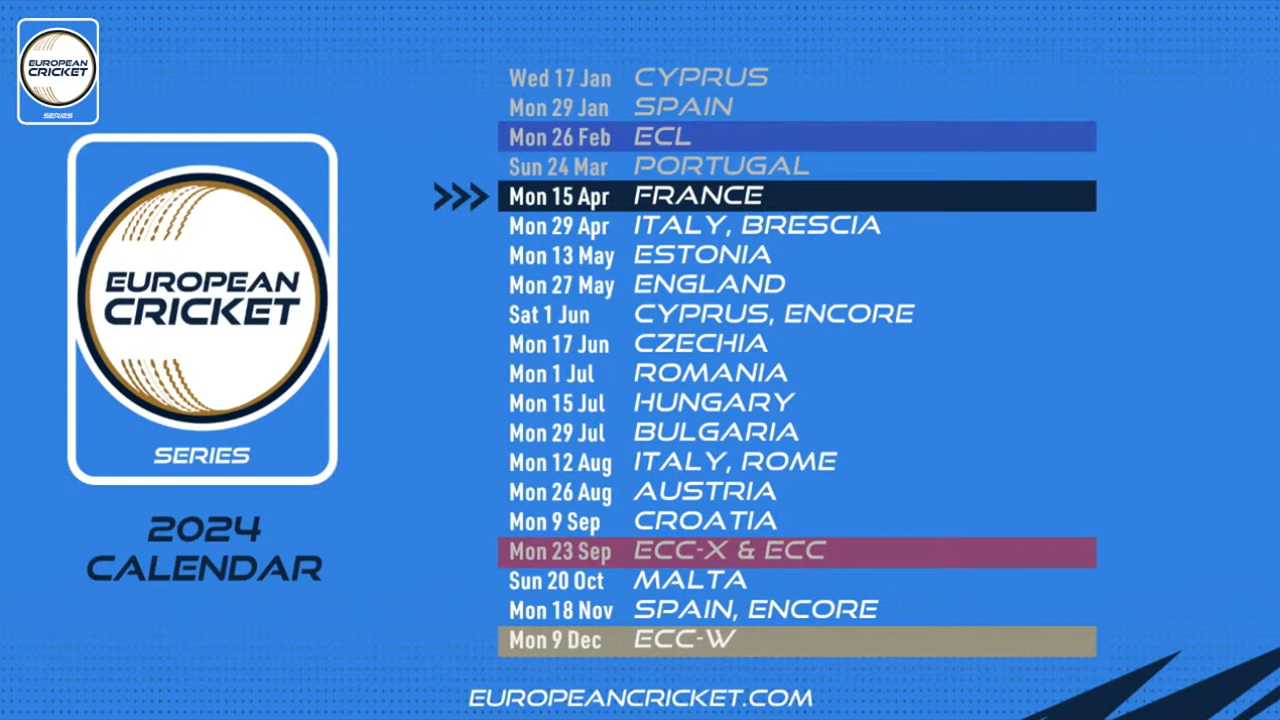 EUROPEAN
CRICKET
SERIES
EUROPEAN
CRICKET
SERIES
2024
CALENDAR
Wed 17 Jan CYPRUS
Mon 29 Jan SPAIN
Mon 26 Feb ECL
Sun 24 Mar PORTUGAL
>>> Mon 15 Apr FRANCE
Mon 29 Apr ITALY, BRESCIA
Mon 13 May ESTONIA
Mon 27 May ENGLAND
Sat 1 Jun CYPRUS, ENCORE
Mon 17 Jun CZECHIA
Mon 1 Jul ROMANIA
Mon 15 Jul HUNGARY
Mon 29 Jul BULGARIA
Mon 12 Aug ITALY, ROME
Mon 26 Aug AUSTRIA
Mon 9 Sep CROATIA
Mon 23 Sep ECC-X & ECC
Sun 20 Oct MALTA
Mon 18 Nov SPAIN, ENCORE
Mon 9 Dec ECC-W
EUROPEANCRICKET.COM